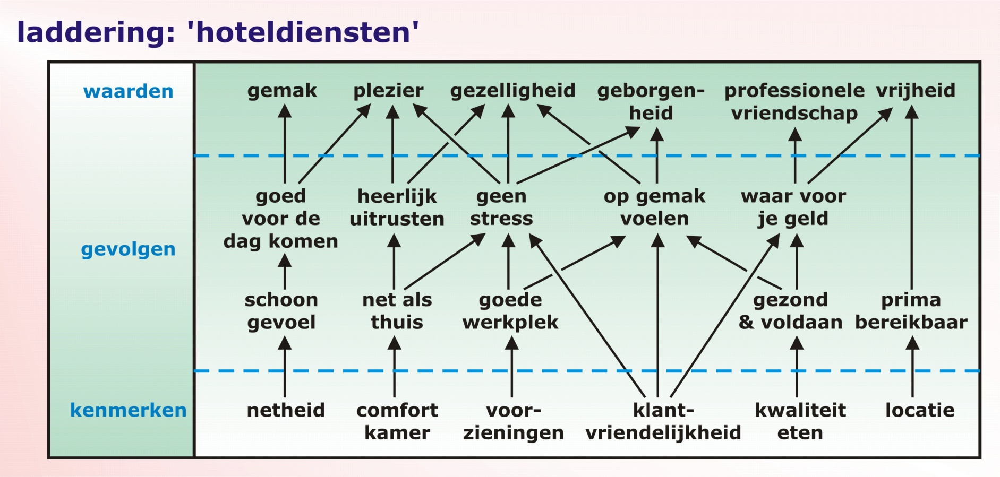 laddering: 'hoteldiensten'
waarden
gemak
plezier
gezelligheid
geborgen-
heid
professionele
vriendschap
vrijheid
gevolgen
goed
voor de
dag komen
heerlijk
uitrusten
geen
stress
op gemak
voelen
waar voor
je geld
schoon
gevoel
net als
thuis
goede
werkplek
gezond
& voldaan
prima
bereikbaar
kenmerken
netheid
comfort
kamer
voor-
zieningen
klant-
vriendelijkheid
kwaliteit
eten
locatie